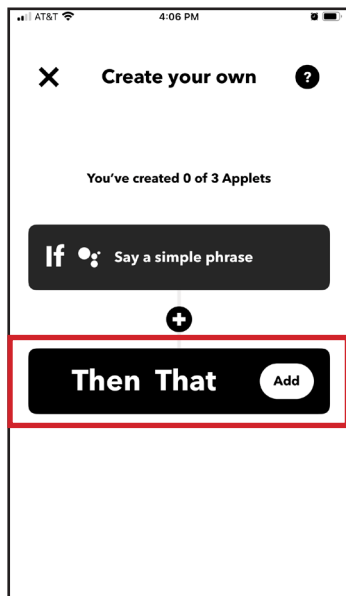 AT&T 4:06 PM
Create your own ?
You've created 0 of 3 Applets
If Say a simple phrase
Then That Add